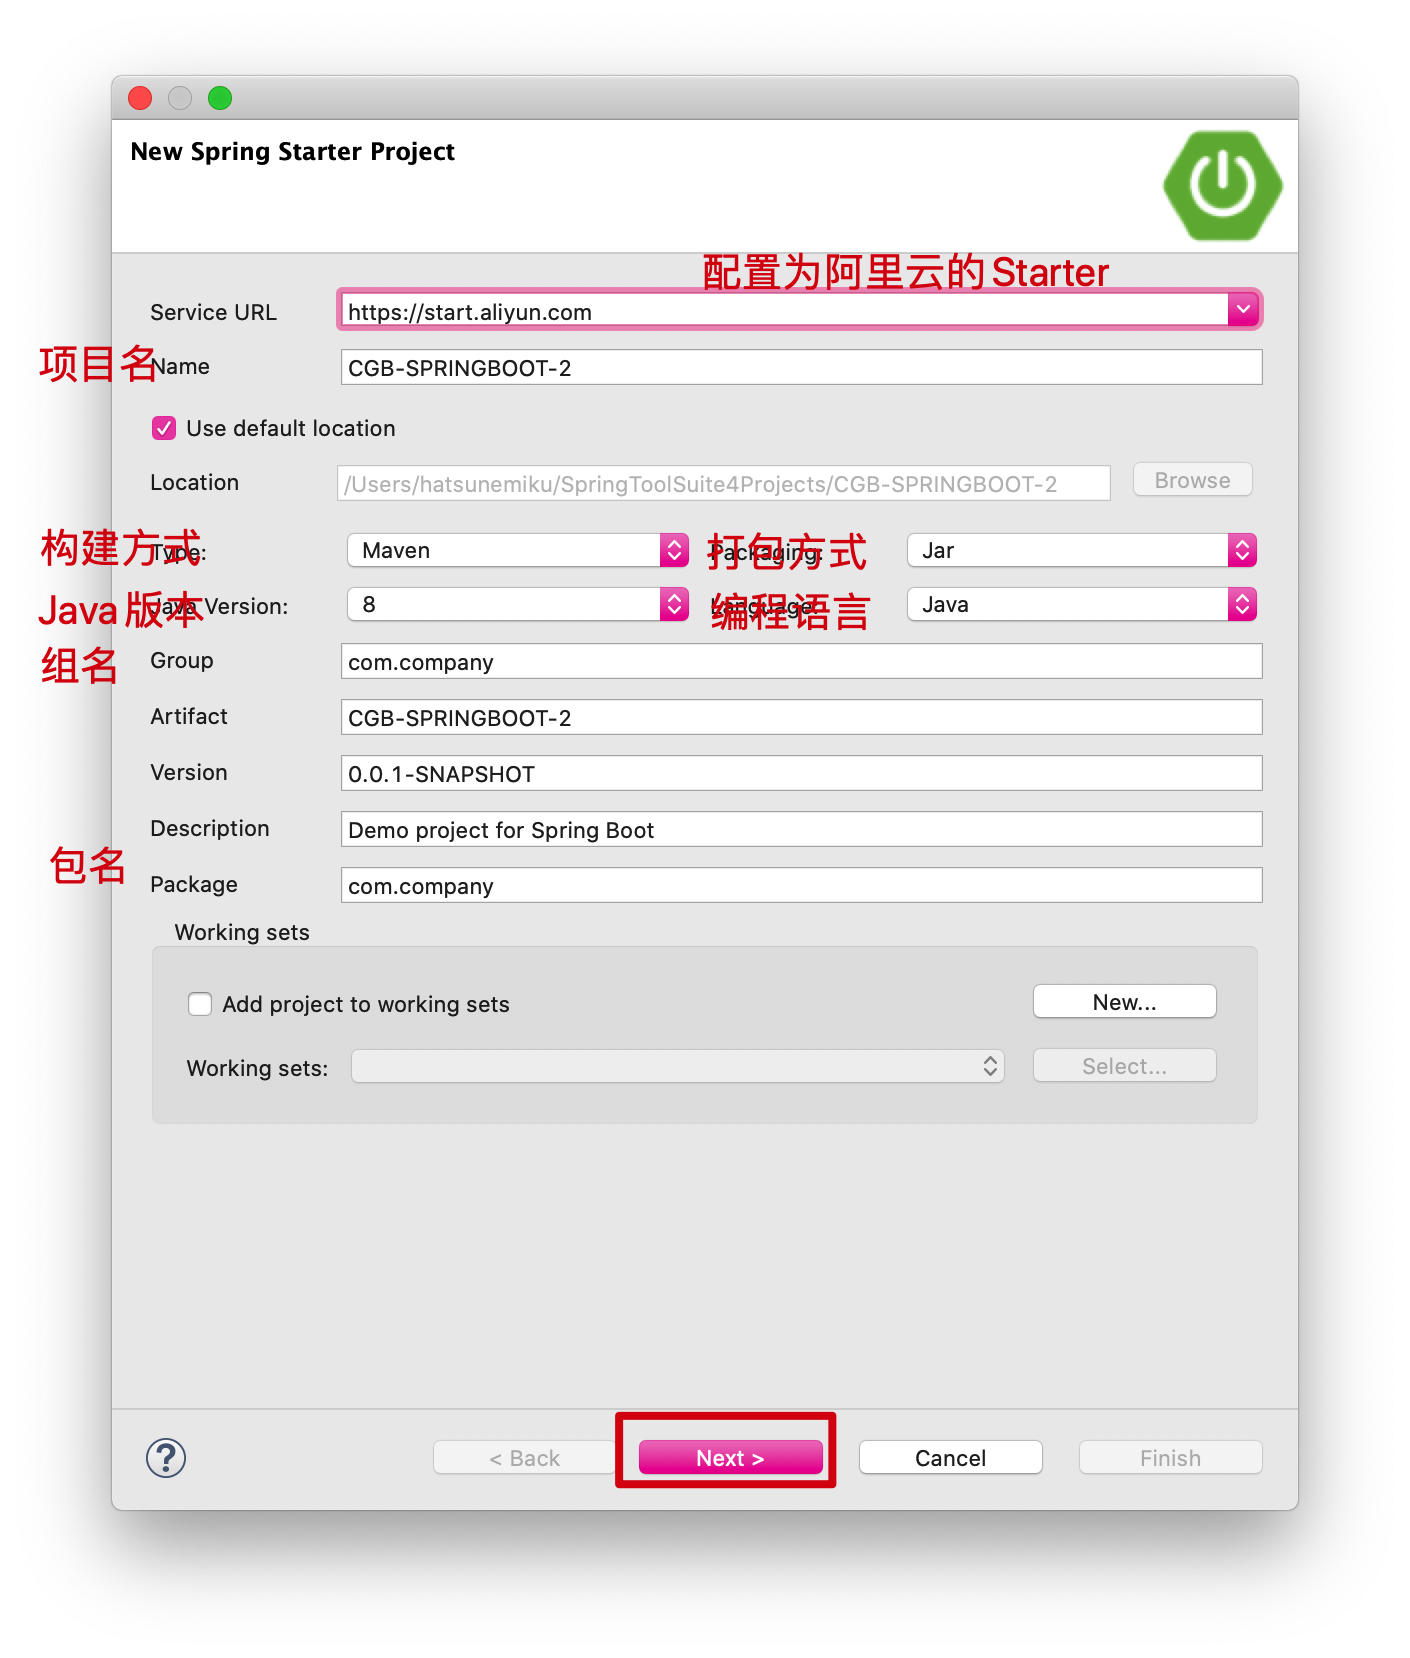 New Spring Starter Project
配置为阿里云的Starter
Service URL https://start.aliyun.com
项目名 Name CGB-SPRINGBOOT-2
Use default location
Location /Users/hatsunemiku/SpringToolSuite4Projects/CGB-SPRINGBOOT-2 Browse
构建方式 Type: Maven 打包方式 Packaging: Jar
Java版本 Java Version: 8 编程语言 Language: Java
组名 Group com.company
Artifact CGB-SPRINGBOOT-2
Version 0.0.1-SNAPSHOT
Description Demo project for Spring Boot
包名 Package com.company
Working sets
Add project to working sets New...
Working sets: Select...
? < Back Next > Cancel Finish